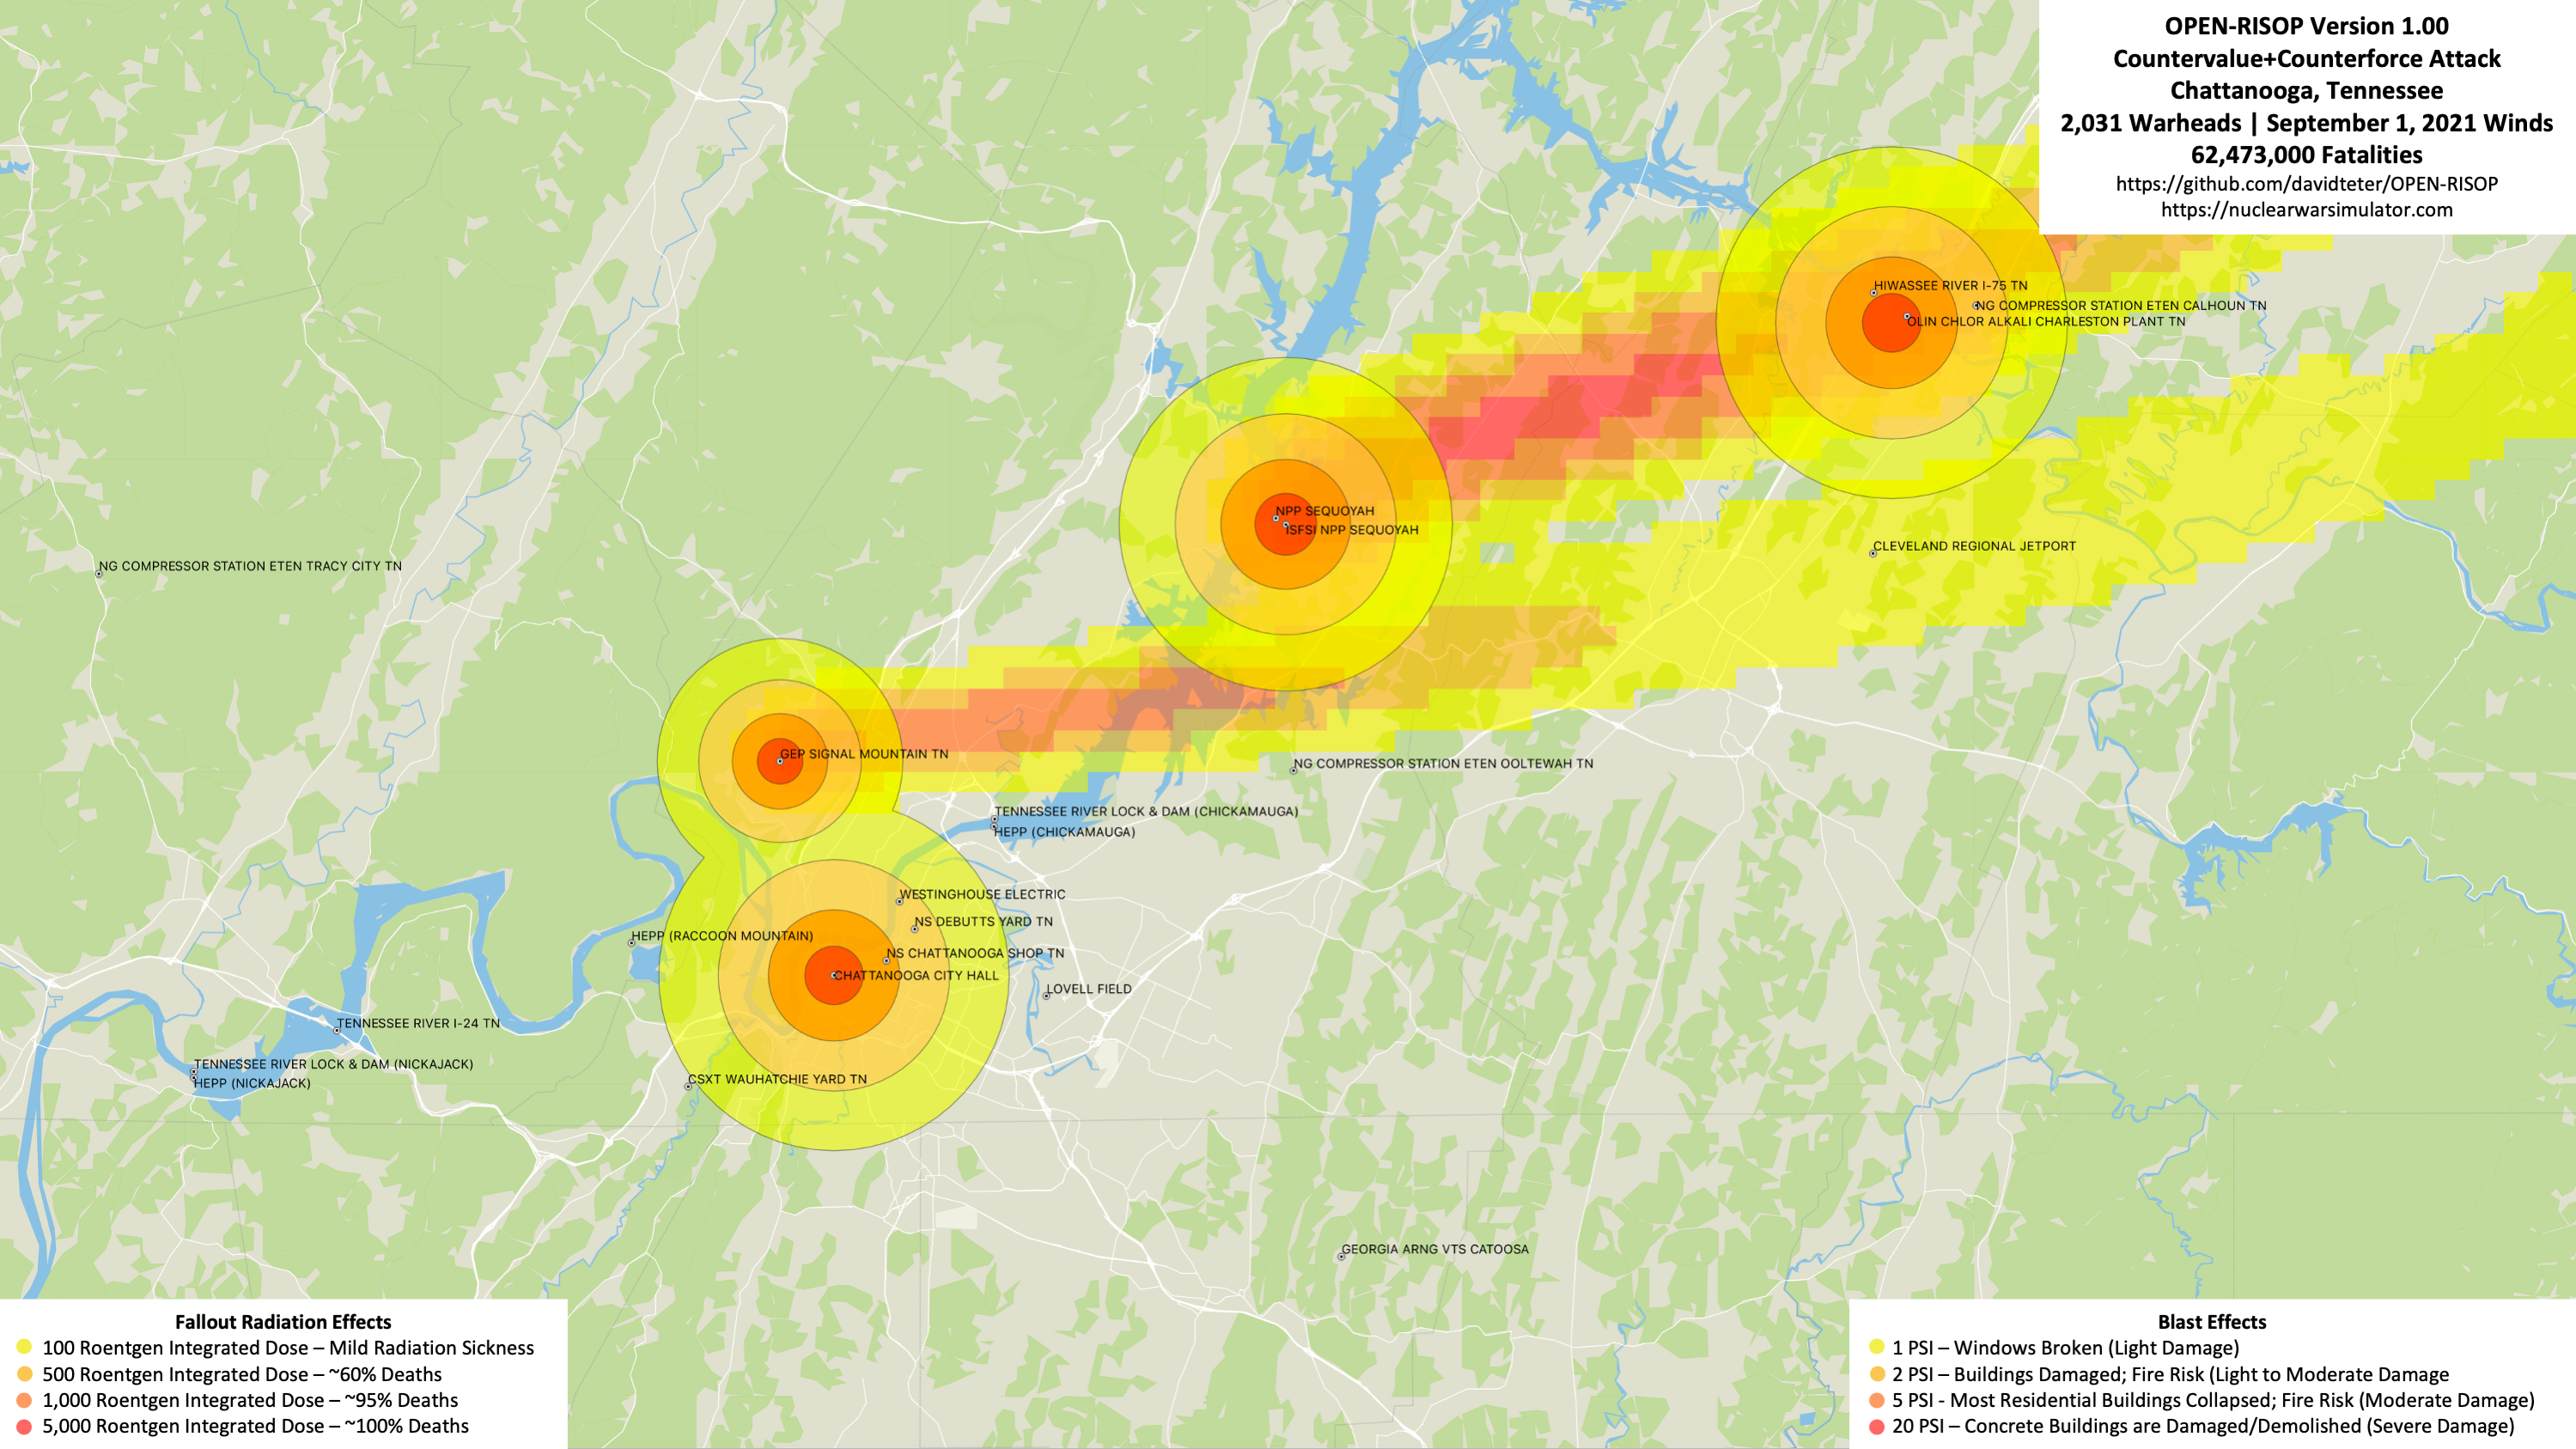 OPEN-RISOP Version 1.00
Countervalue+Counterforce Attack
Chattanooga, Tennessee
2,031 Warheads | September 1, 2021 Winds
62,473,000 Fatalities
https://github.com/davidteter/OPEN-RISOP
https://nuclearwarsimulator.com
HIWASSEE RIVER I-75 TN
NG COMPRESSOR STATION ETEN CALHOUN TN
OLIN CHLOR ALKALI CHARLESTON PLANT TN
NPP SEQUOYAH
ISFSI NPP SEQUOYAH
CLEVELAND REGIONAL JETPORT
NG COMPRESSOR STATION ETEN TRACY CITY TN
GEP SIGNAL MOUNTAIN TN
NG COMPRESSOR STATION ETEN OOLTEWAH TN
TENNESSEE RIVER LOCK & DAM (CHICKAMAUGA)
HEPP (CHICKAMAUGA)
WESTINGHOUSE ELECTRIC
NS DEBUTTS YARD TN
HEPP (RACCOON MOUNTAIN)
NS CHATTANOOGA SHOP TN
CHATTANOOGA CITY HALL
LOVELL FIELD
TENNESSEE RIVER I-24 TN
TENNESSEE RIVER LOCK & DAM (NICKAJACK)
HEPP (NICKAJACK)
CSXT WAUHATCHIE YARD TN
GEORGIA ARNG VTS CATOOSA
Fallout Radiation Effects
100 Roentgen Integrated Dose – Mild Radiation Sickness
500 Roentgen Integrated Dose – ~60% Deaths
1,000 Roentgen Integrated Dose – ~95% Deaths
5,000 Roentgen Integrated Dose – ~100% Deaths
Blast Effects
1 PSI – Windows Broken (Light Damage)
2 PSI – Buildings Damaged; Fire Risk (Light to Moderate Damage
5 PSI - Most Residential Buildings Collapsed; Fire Risk (Moderate Damage)
20 PSI – Concrete Buildings are Damaged/Demolished (Severe Damage)